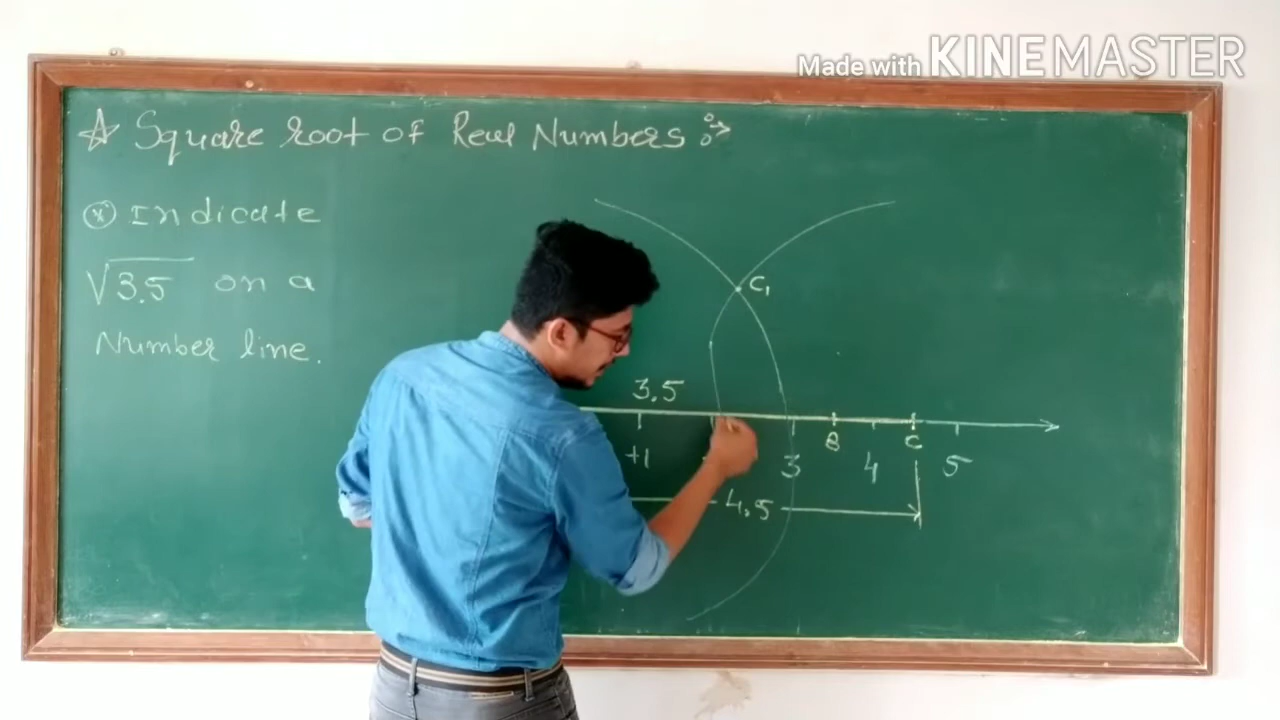 Made with KINEMASTER
☆ Square root of Real Numbers :→
* Indicate
√3.5 on a
Number line.
C₁
3.5
B C
+1 3 4 5
4.5